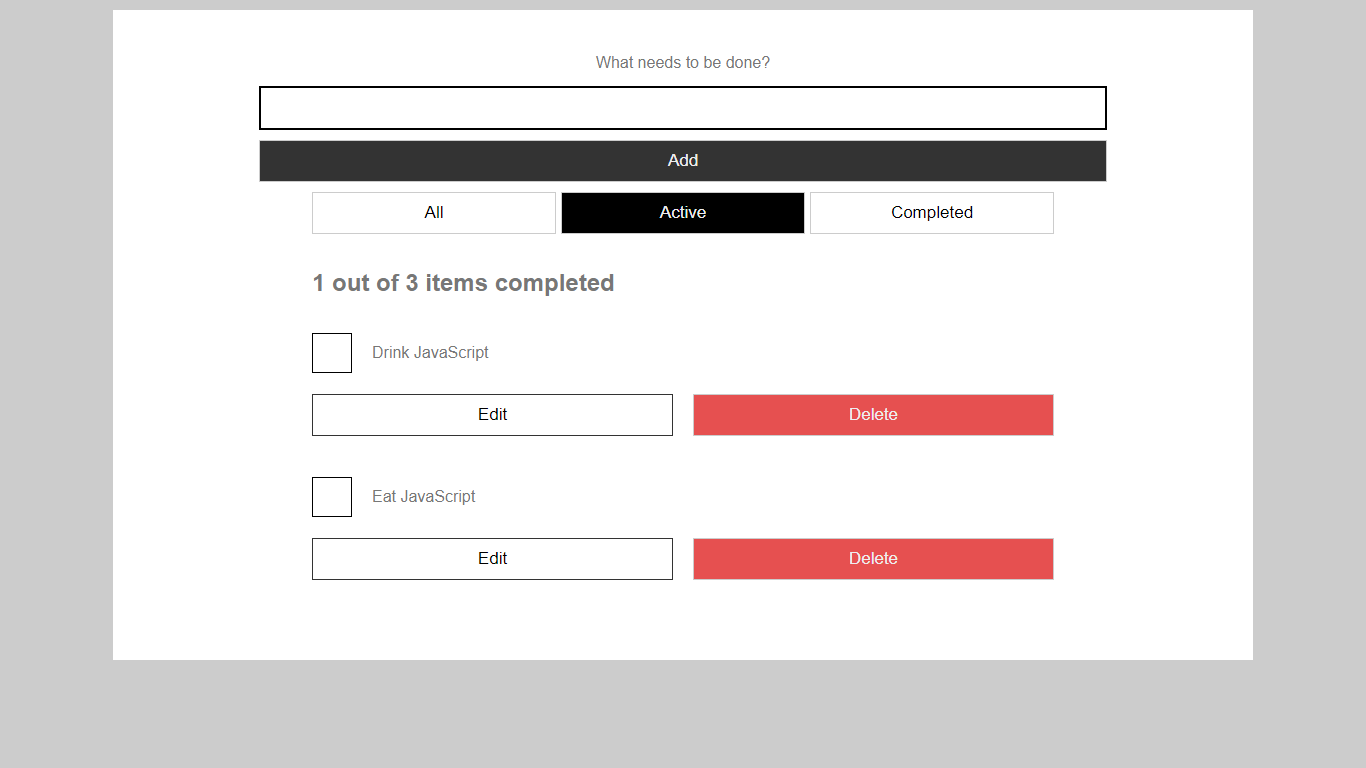 What needs to be done?
Add
All Active Completed
1 out of 3 items completed
Drink JavaScript
Edit Delete
Eat JavaScript
Edit Delete